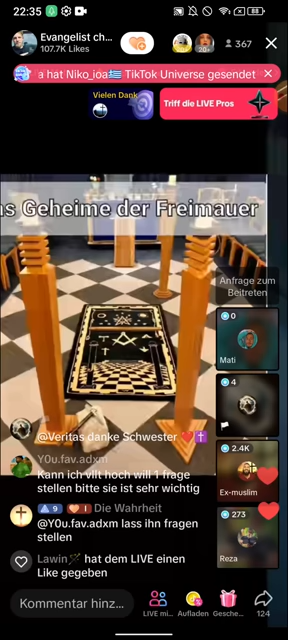 22:35
88
Evangelist ch...
107.7K Likes
20+
367
a hat Niko_joa🇬🇷 TikTok Universe gesendet
Vielen Dank
Triff die LIVE Pros
s Geheime der Freimauer
Anfrage zum
Beitreten
0
Mati
4
@Veritas danke Schwester ❤️✝️
Y0u.fav.adxm
Kann ich vllt hoch will 1 frage
stellen bitte sie ist sehr wichtig
2.4K
Ex-muslim
9 1 Die Wahrheit
@Y0u.fav.adxm lass ihn fragen
stellen
273
Reza
Lawin hat dem LIVE einen
Like gegeben
Kommentar hinz...
LIVE mi...
Aufladen
Gesche...
124